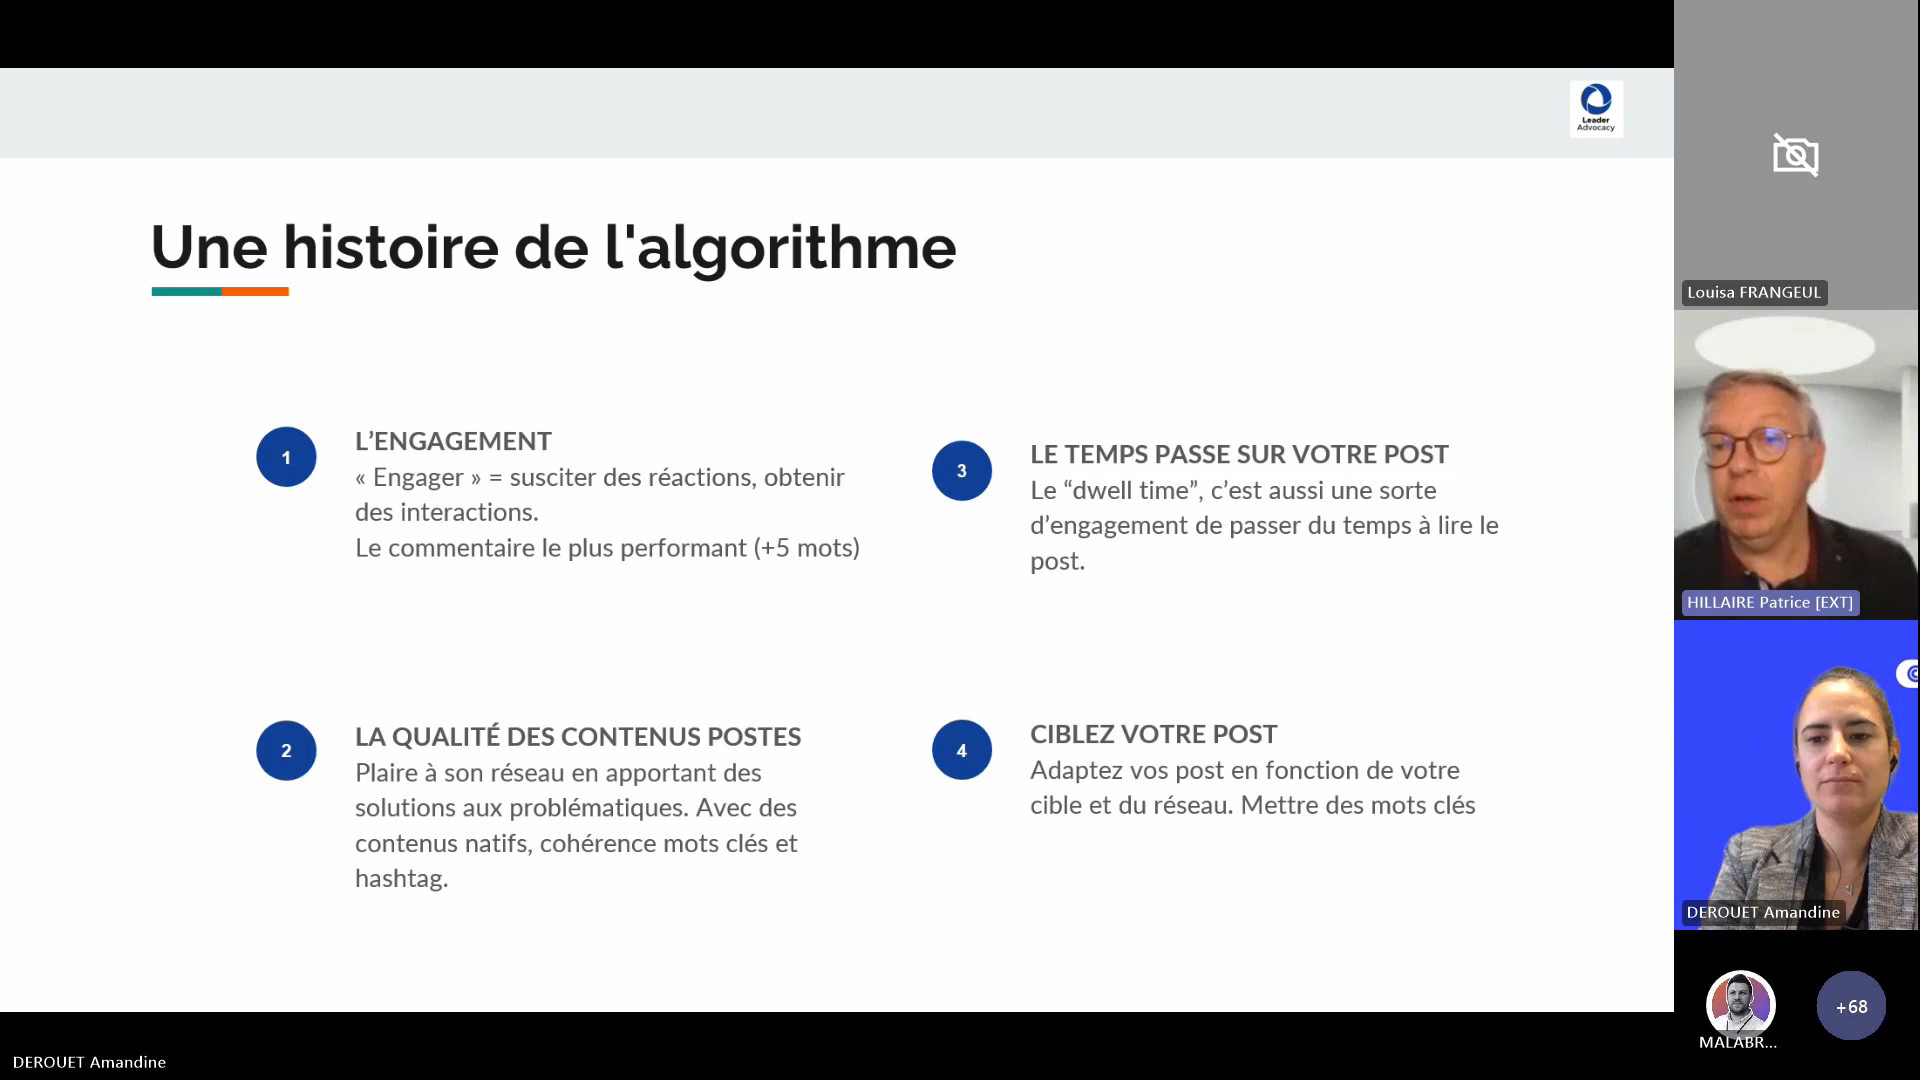 Leader
Advocacy
Une histoire de l'algorithme
1
L’ENGAGEMENT
« Engager » = susciter des réactions, obtenir
des interactions.
Le commentaire le plus performant (+5 mots)
2
LA QUALITÉ DES CONTENUS POSTES
Plaire à son réseau en apportant des
solutions aux problématiques. Avec des
contenus natifs, cohérence mots clés et
hashtag.
3
LE TEMPS PASSE SUR VOTRE POST
Le “dwell time”, c’est aussi une sorte
d’engagement de passer du temps à lire le
post.
4
CIBLEZ VOTRE POST
Adaptez vos post en fonction de votre
cible et du réseau. Mettre des mots clés
Louisa FRANGEUL
HILLAIRE Patrice [EXT]
DEROUET Amandine
MALABR...
+68
DEROUET Amandine